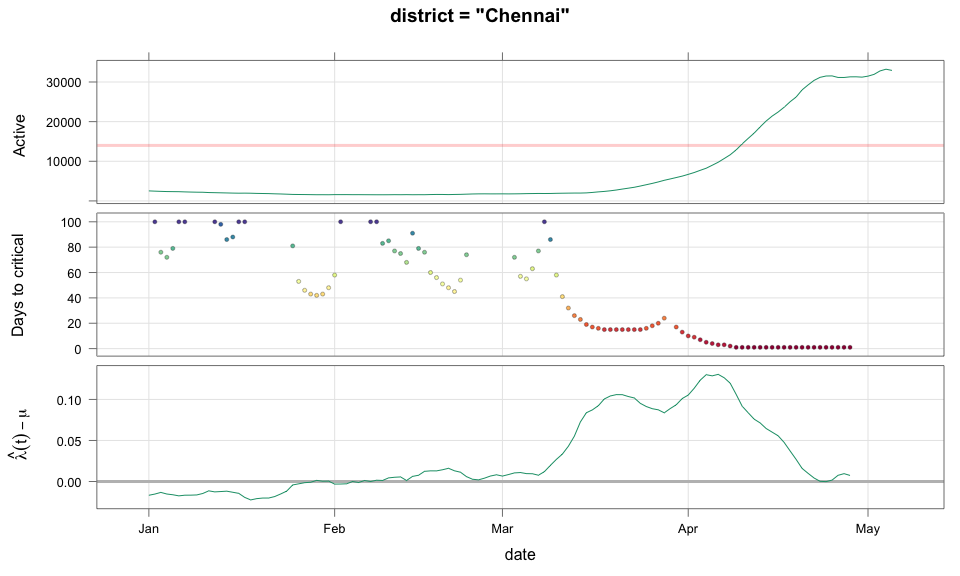 district = "Chennai"
30000
20000
10000
Active
100
80
60
40
20
0
Days to critical
0.10
0.05
0.00
λ̂(t) − μ
Jan Feb Mar Apr May
date